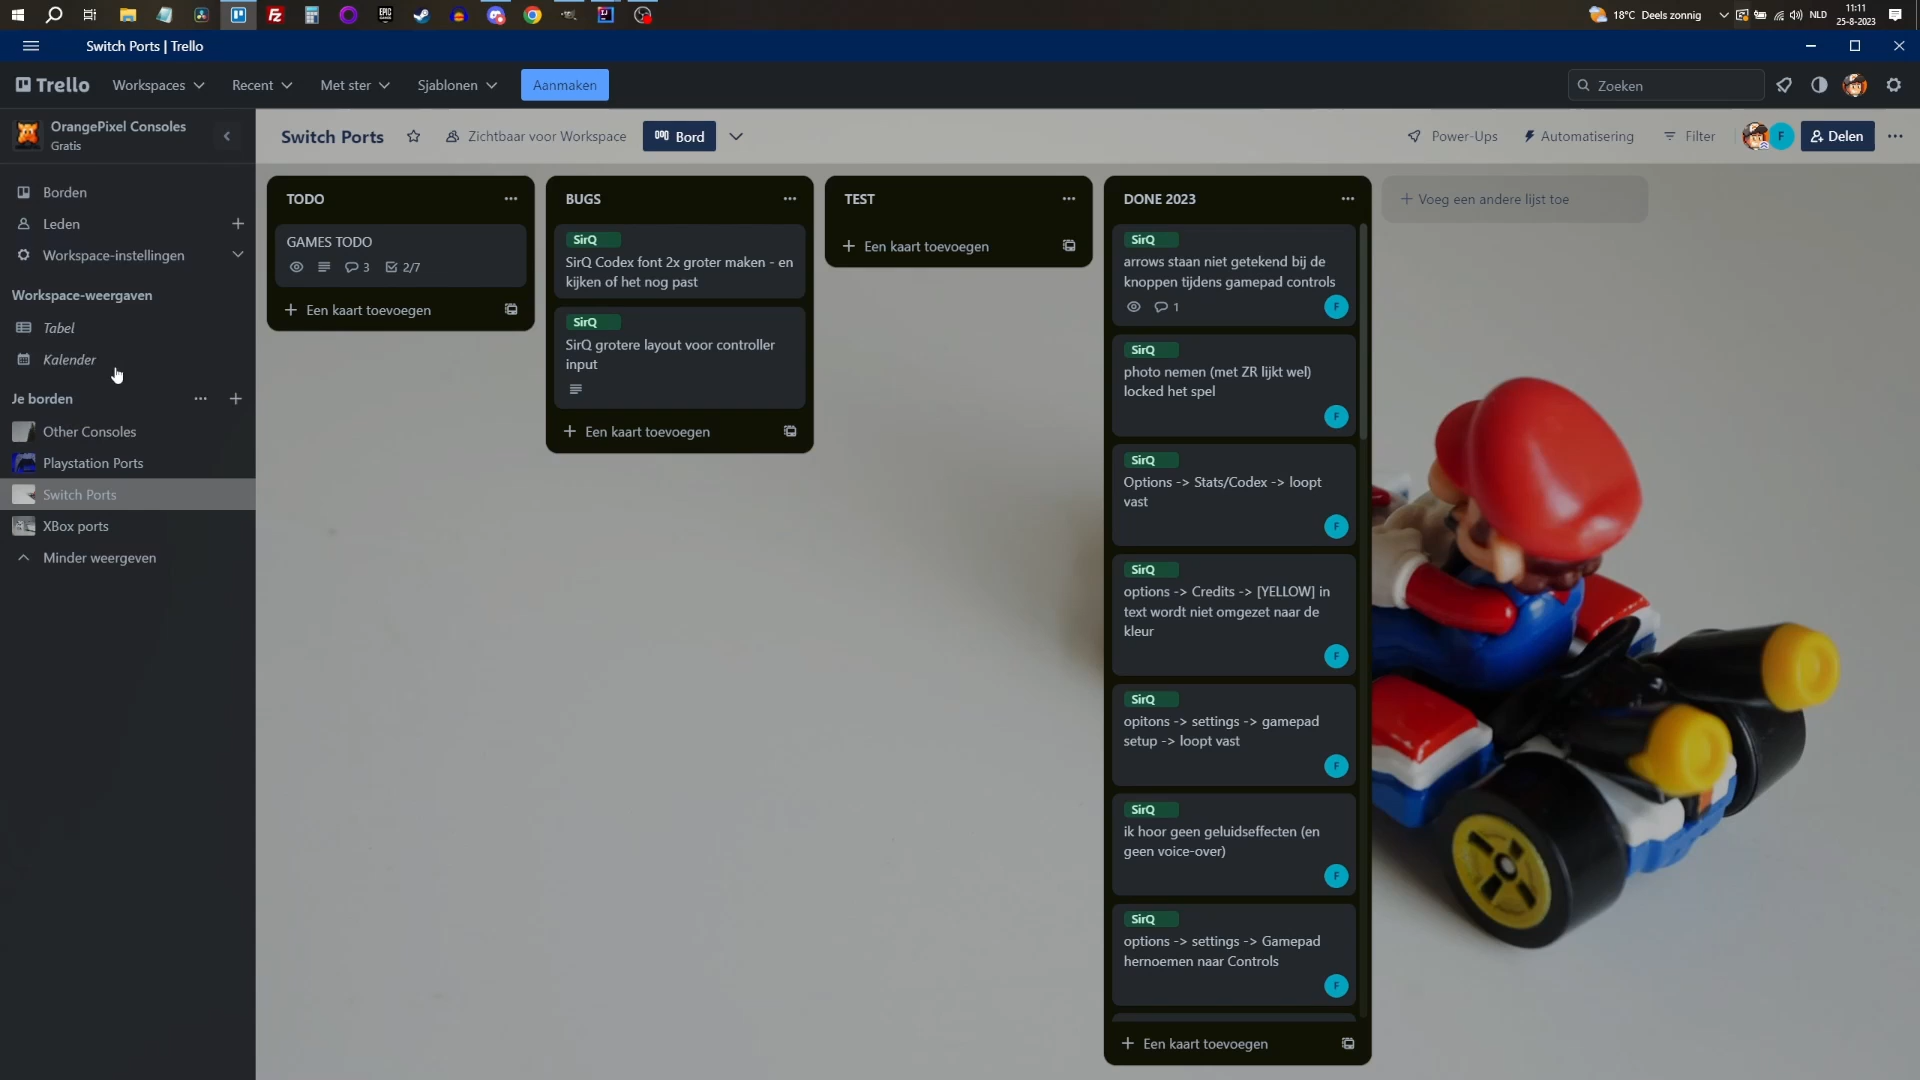 18°C Deels zonnig
NLD
11:11
25-8-2023
Switch Ports | Trello
Trello
Workspaces
Recent
Met ster
Sjablonen
Aanmaken
Zoeken
OrangePixel Consoles
Gratis
Switch Ports
Zichtbaar voor Workspace
Bord
Power-Ups
Automatisering
Filter
F
Delen
Borden
Leden
Workspace-instellingen
Workspace-weergaven
Tabel
Kalender
Je borden
Other Consoles
Playstation Ports
Switch Ports
XBox ports
Minder weergeven
TODO
GAMES TODO
3
2/7
Een kaart toevoegen
BUGS
SirQ
SirQ Codex font 2x groter maken - en
kijken of het nog past
SirQ
SirQ grotere layout voor controller
input
Een kaart toevoegen
TEST
Een kaart toevoegen
DONE 2023
SirQ
arrows staan niet getekend bij de
knoppen tijdens gamepad controls
1
F
SirQ
photo nemen (met ZR lijkt wel)
locked het spel
F
SirQ
Options -> Stats/Codex -> loopt
vast
F
SirQ
options -> Credits -> [YELLOW] in
text wordt niet omgezet naar de
kleur
F
SirQ
opitons -> settings -> gamepad
setup -> loopt vast
F
SirQ
ik hoor geen geluidseffecten (en
geen voice-over)
F
SirQ
options -> settings -> Gamepad
hernoemen naar Controls
F
Een kaart toevoegen
+ Voeg een andere lijst toe